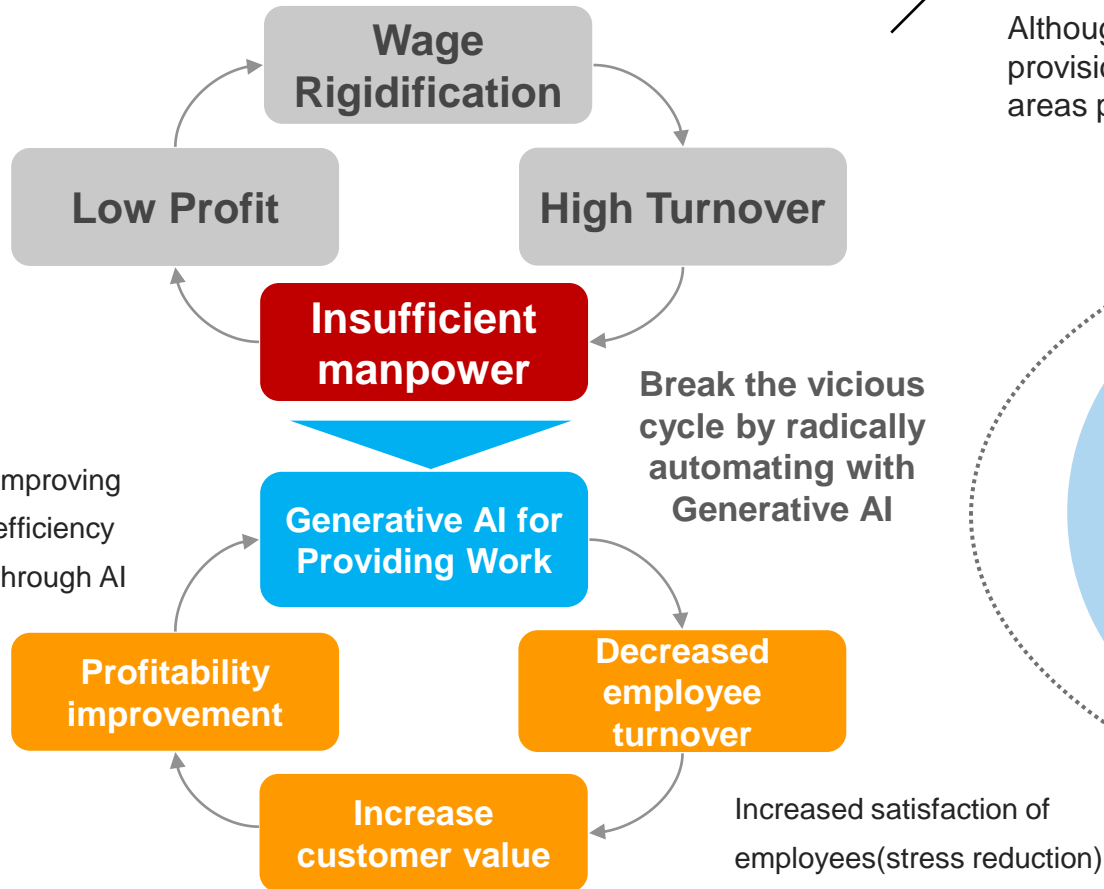 Wage
Rigidification
Although
provisio
areas p
Low Profit
High Turnover
Insufficient
manpower
Break the vicious
cycle by radically
automating with
Generative AI
mproving
efficiency
hrough AI
Generative AI for
Providing Work
Profitability
improvement
Decreased
employee
turnover
Increase
customer value
Increased satisfaction of
employees(stress reduction)